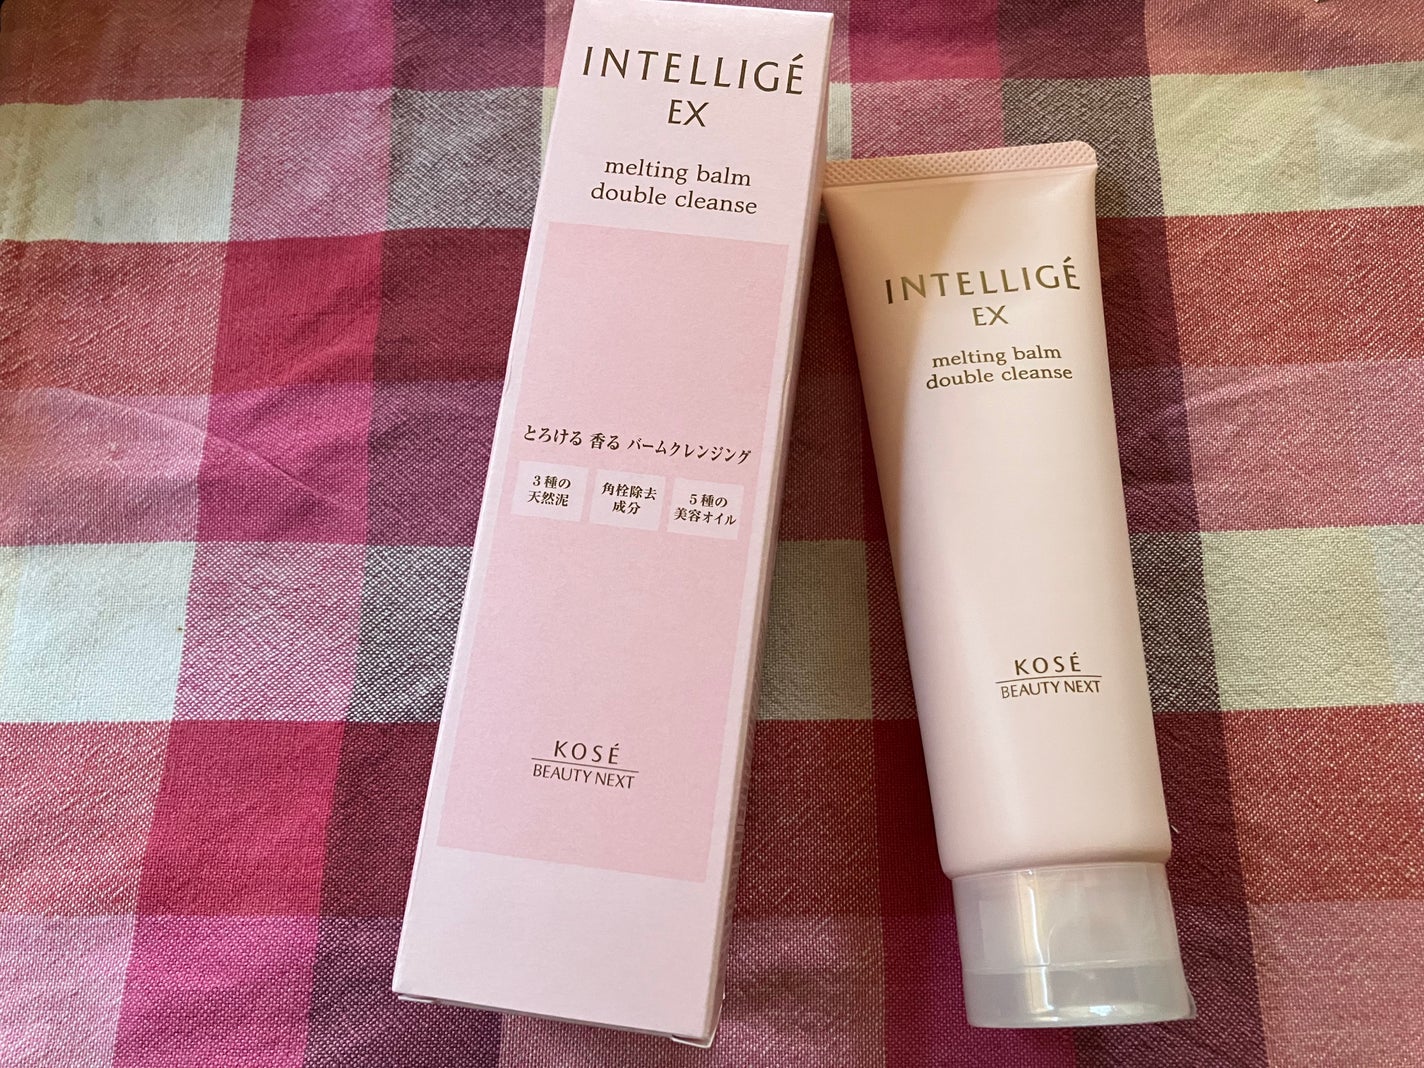 INTELLIGÉ
EX
melting balm
double cleanse
とろける 香る バームクレンジング
3種の
天然泥
角栓除去
成分
5種の
美容オイル
KOSÉ
BEAUTY NEXT
INTELLIGÉ
EX
melting balm
double cleanse
KOSÉ
BEAUTY NEXT